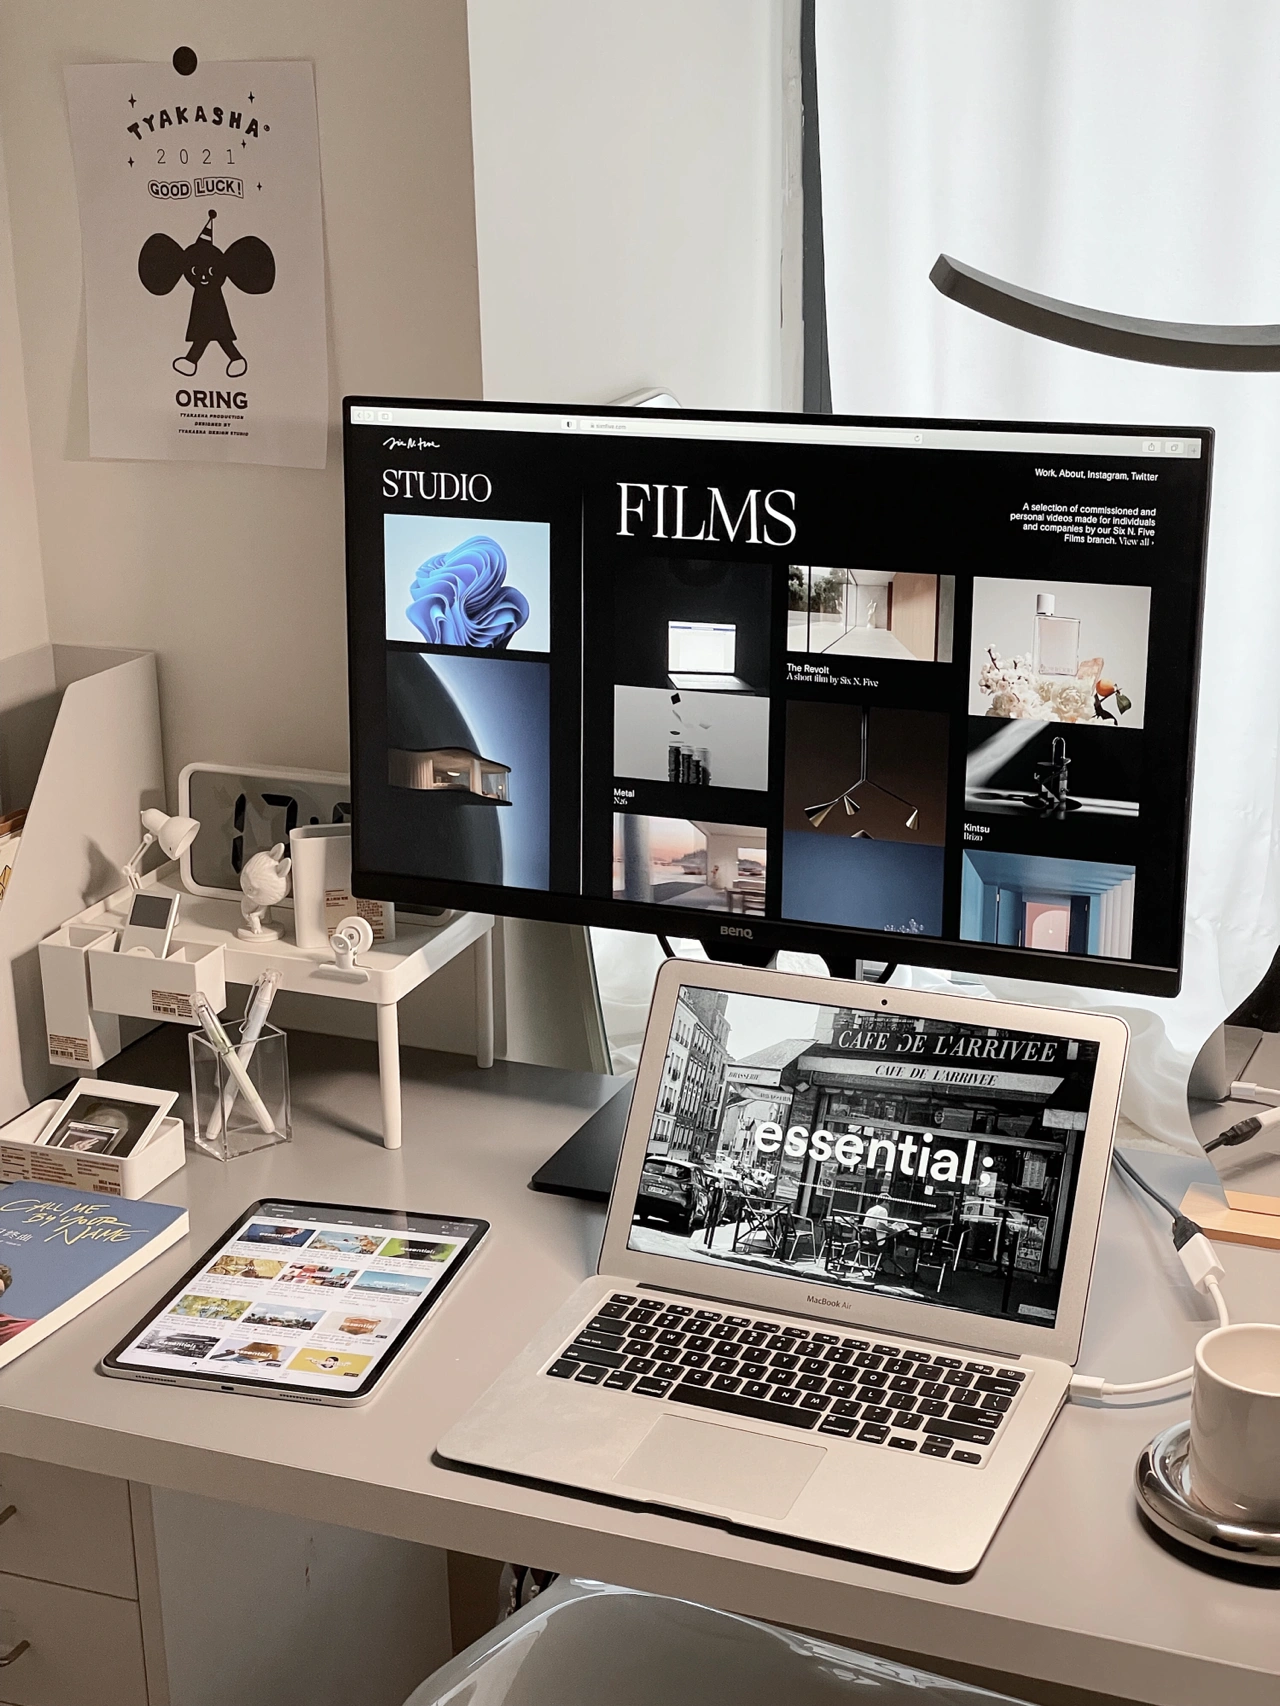 TYAKASHA
2021
GOOD LUCK!
ORING
TYAKASHA PRODUCTION
DESIGNED BY
TYAKASHA DESIGN STUDIO
Six N. Five
STUDIO
FILMS
Work, About, Instagram, Twitter
A selection of commissioned and
personal videos made for individuals
and companies by our Six N. Five
Films branch. View all ›
The Revolt
A short film by Six N. Five
Metal
N26
Kintsu
Brizo
BenQ
CAFE DE L'ARRIVEE
CAFE DE L'ARRIVEE
BRASSERIE
essential;
MacBook Air
CALL ME
BY YOUR
NAME
essential;